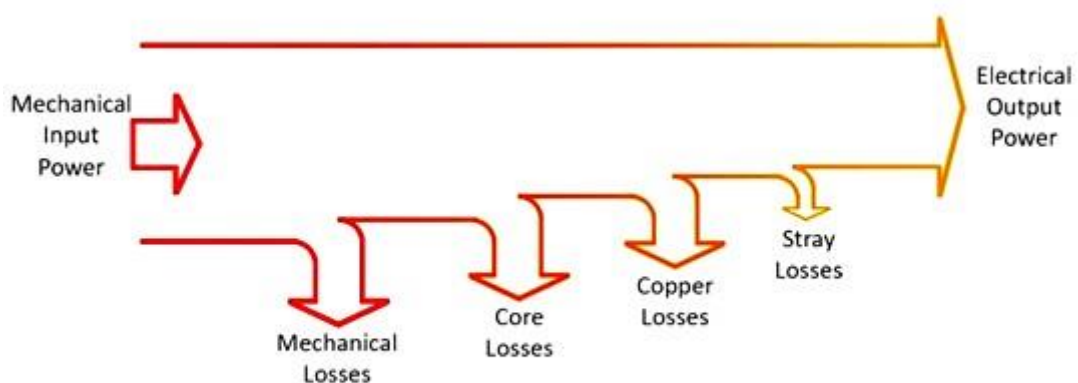 Mechanical
Input
Power
Electrical
Output
Power
Mechanical
Losses
Core
Losses
Copper
Losses
Stray
Losses